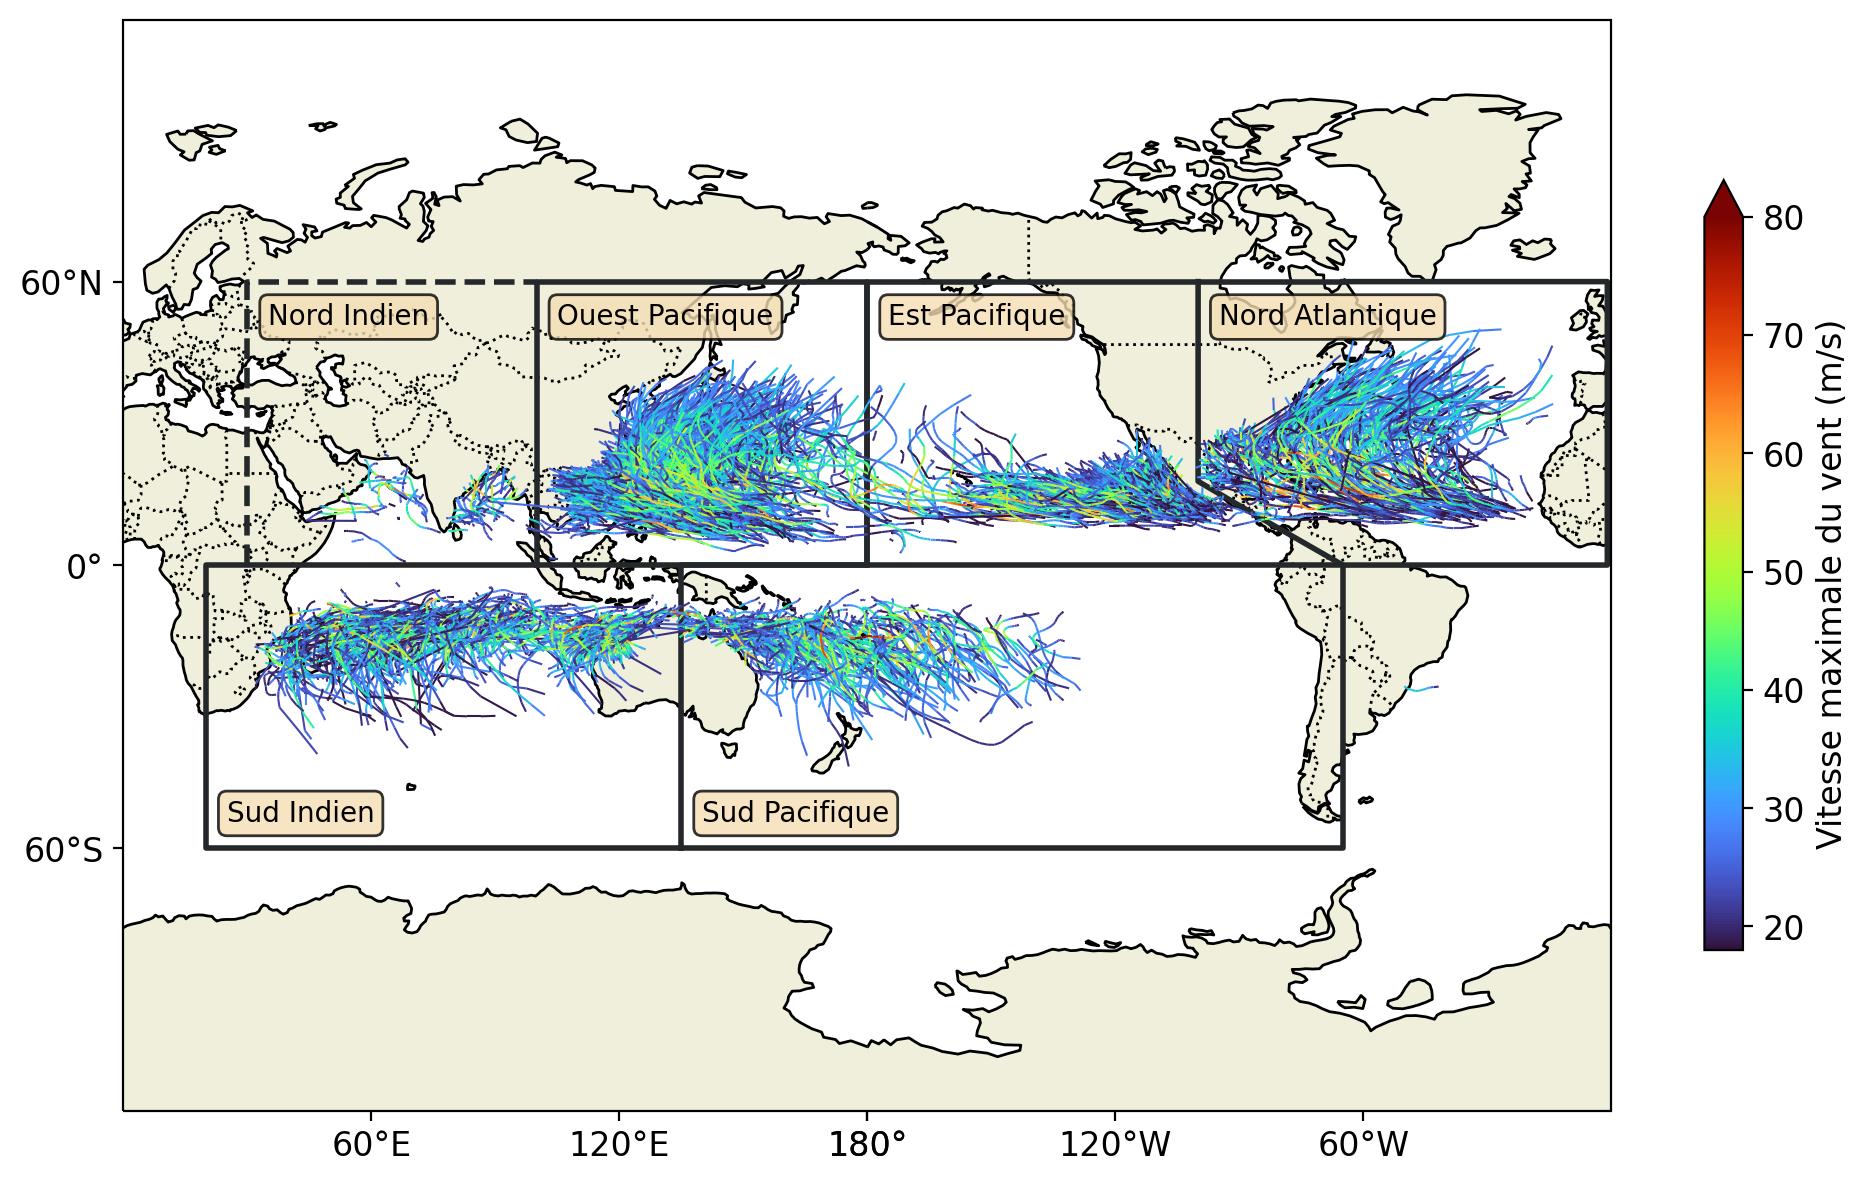 60°N
0°
60°S
Nord Indien
Ouest Pacifique
Est Pacifique
Nord Atlantique
Sud Indien
Sud Pacifique
60°E
120°E
180°
120°W
60°W
80
70
60
50
40
30
20
Vitesse maximale du vent (m/s)